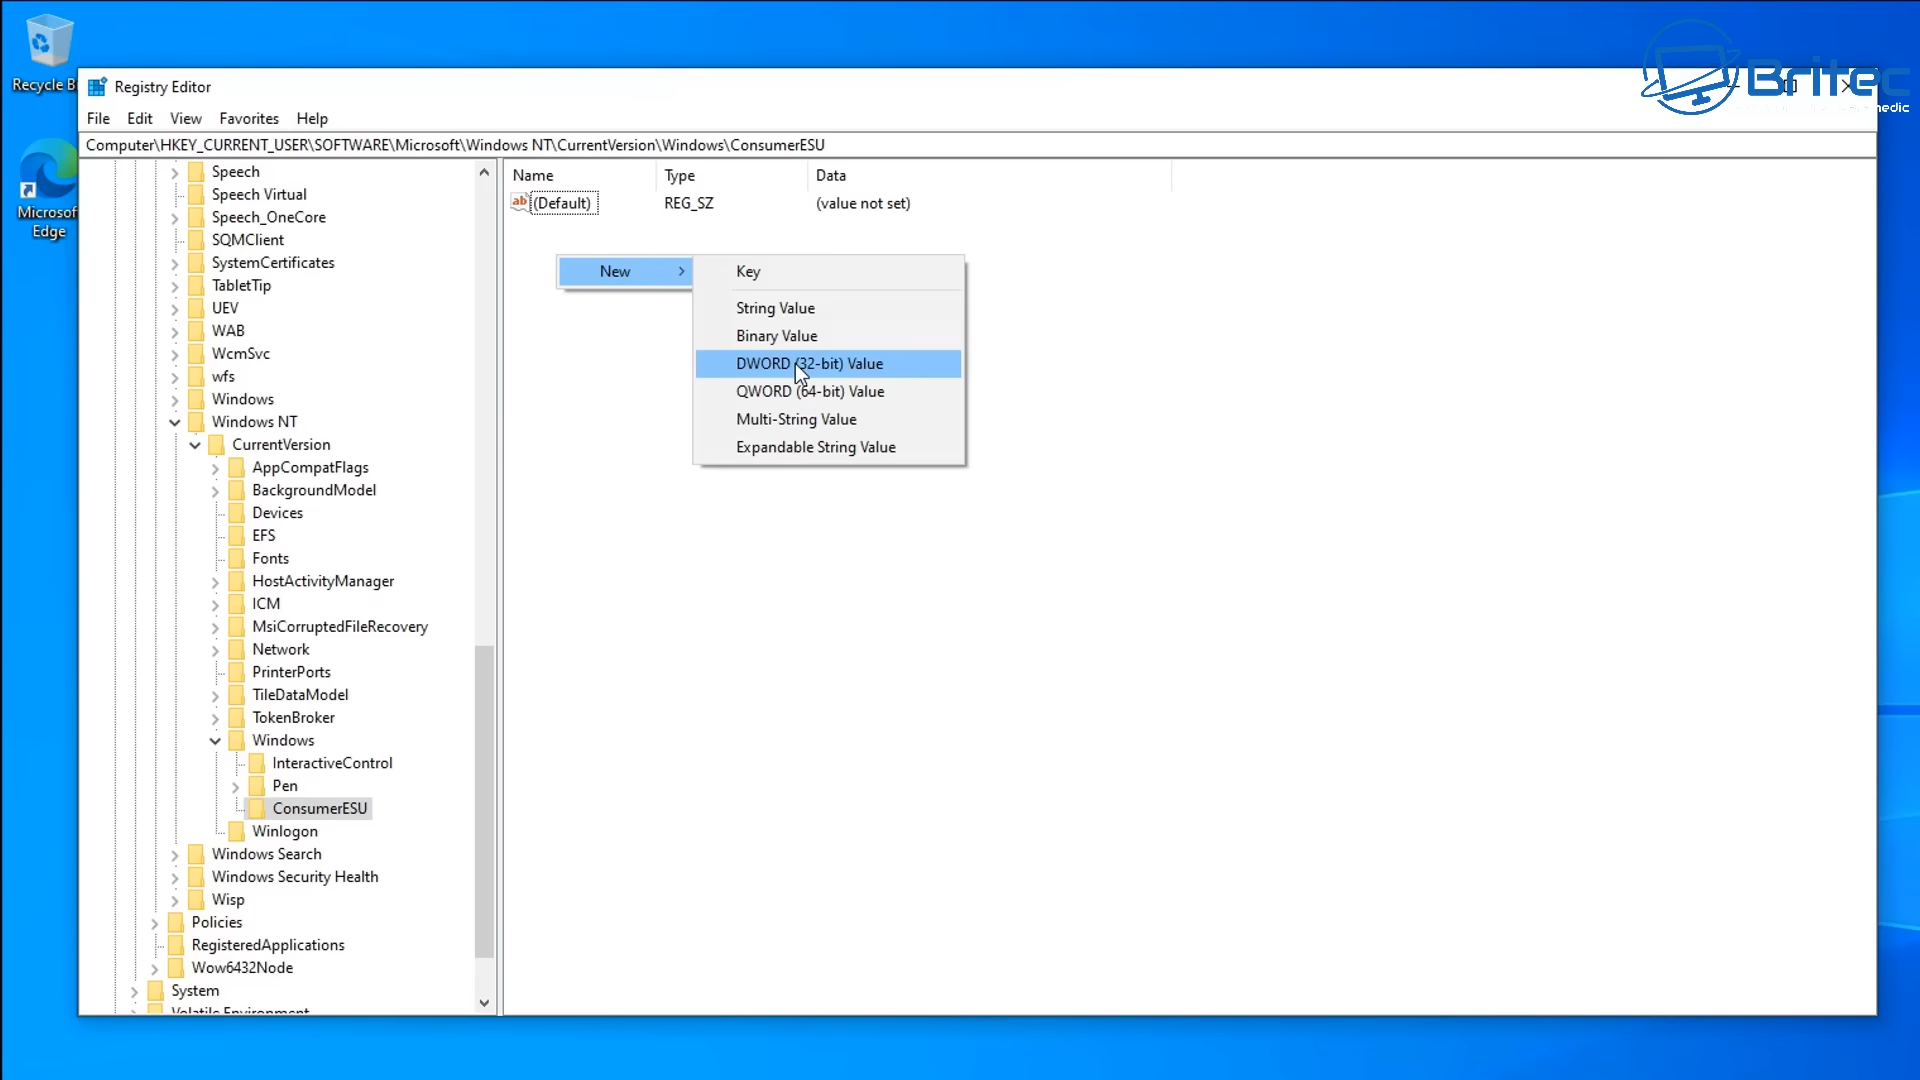 Recycle B
Britec
medic
Registry Editor
File Edit View Favorites Help
Computer\HKEY_CURRENT_USER\SOFTWARE\Microsoft\Windows NT\CurrentVersion\Windows\ConsumerESU
Microsof
Edge
Speech
Speech Virtual
Speech_OneCore
SQMClient
SystemCertificates
TabletTip
UEV
WAB
WcmSvc
wfs
Windows
Windows NT
CurrentVersion
AppCompatFlags
BackgroundModel
Devices
EFS
Fonts
HostActivityManager
ICM
MsiCorruptedFileRecovery
Network
PrinterPorts
TileDataModel
TokenBroker
Windows
InteractiveControl
Pen
ConsumerESU
Winlogon
Windows Search
Windows Security Health
Wisp
Policies
RegisteredApplications
Wow6432Node
System
Volatile Environment
Name Type Data
ab (Default) REG_SZ (value not set)
New
Key
String Value
Binary Value
DWORD (32-bit) Value
QWORD (64-bit) Value
Multi-String Value
Expandable String Value